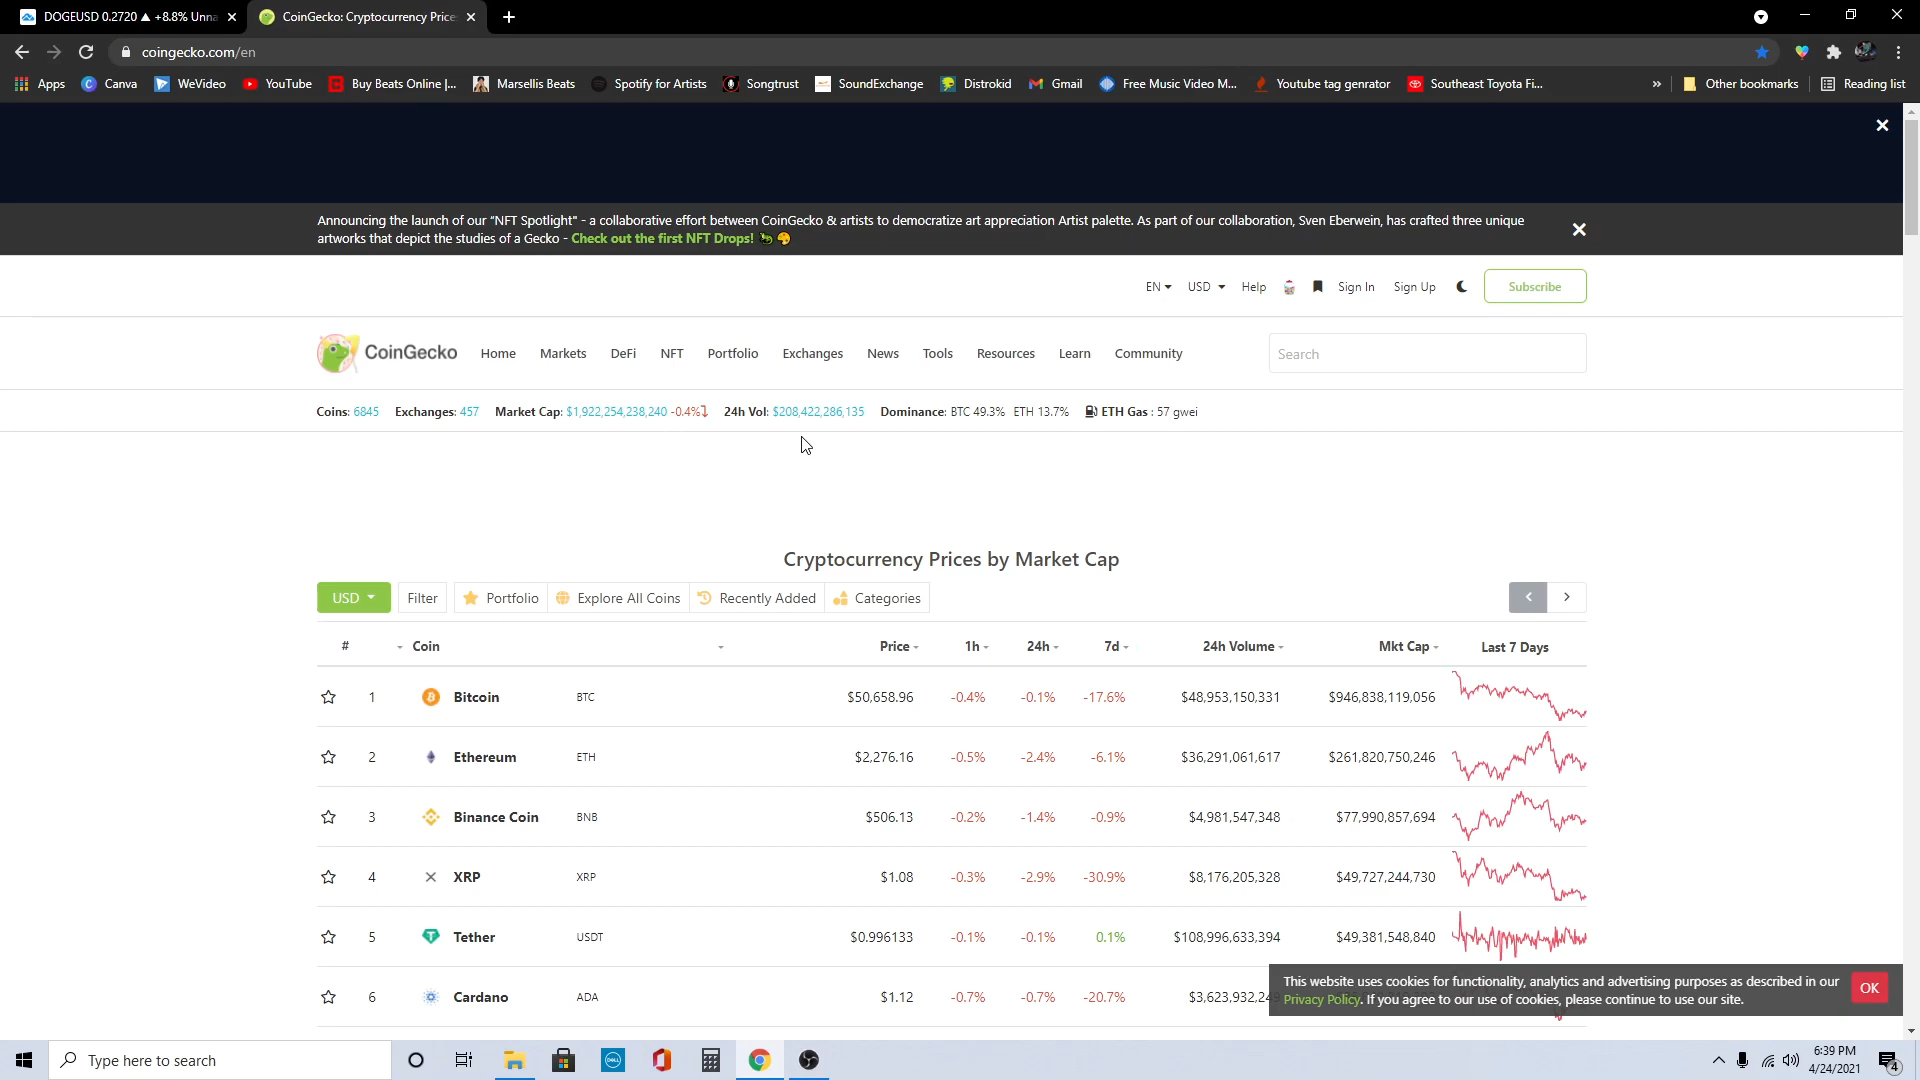 DOGEUSD 0.2720 ▲ +8.8% Unna
CoinGecko: Cryptocurrency Price
coingecko.com/en
Apps Canva WeVideo YouTube Buy Beats Online |... Marsellis Beats Spotify for Artists Songtrust SoundExchange Distrokid Gmail Free Music Video M... Youtube tag genrator Southeast Toyota Fi... » Other bookmarks Reading list
Announcing the launch of our "NFT Spotlight" - a collaborative effort between CoinGecko & artists to democratize art appreciation Artist palette. As part of our collaboration, Sven Eberwein, has crafted three unique
artworks that depict the studies of a Gecko - Check out the first NFT Drops!
EN USD Help Sign In Sign Up Subscribe
CoinGecko Home Markets DeFi NFT Portfolio Exchanges News Tools Resources Learn Community Search
Coins: 6845 Exchanges: 457 Market Cap: $1,922,254,238,240 -0.4% 24h Vol: $208,422,286,135 Dominance: BTC 49.3% ETH 13.7% ETH Gas : 57 gwei
Cryptocurrency Prices by Market Cap
USD Filter Portfolio Explore All Coins Recently Added Categories
# Coin Price 1h 24h 7d 24h Volume Mkt Cap Last 7 Days
1 Bitcoin BTC $50,658.96 -0.4% -0.1% -17.6% $48,953,150,331 $946,838,119,056
2 Ethereum ETH $2,276.16 -0.5% -2.4% -6.1% $36,291,061,617 $261,820,750,246
3 Binance Coin BNB $506.13 -0.2% -1.4% -0.9% $4,981,547,348 $77,990,857,694
4 XRP XRP $1.08 -0.3% -2.9% -30.9% $8,176,205,328 $49,727,244,730
5 Tether USDT $0.996133 -0.1% -0.1% 0.1% $108,996,633,394 $49,381,548,840
6 Cardano ADA $1.12 -0.7% -0.7% -20.7% $3,623,932,24
This website uses cookies for functionality, analytics and advertising purposes as described in our
Privacy Policy. If you agree to our use of cookies, please continue to use our site.
OK
Type here to search
DELL
6:39 PM
4/24/2021
4